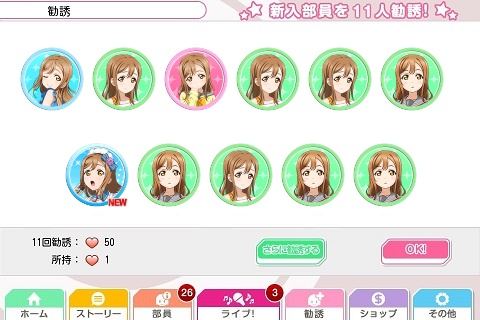 勧誘
新入部員を11人勧誘!
NEW
11回勧誘: 50
所持: 1
さらに勧誘する
OK!
26
3
ホーム
ストーリー
部員
ライブ!
勧誘
ショップ
その他